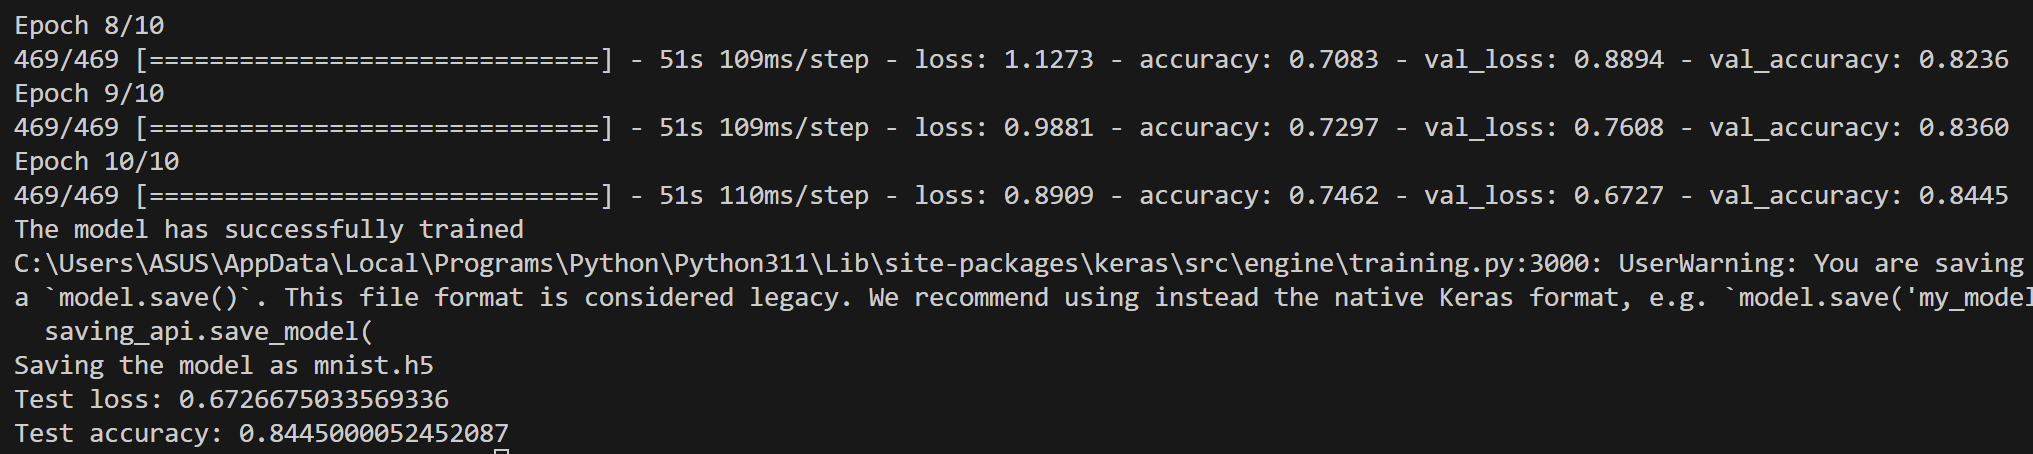 Epoch 8/10
469/469 [==============================] - 51s 109ms/step - loss: 1.1273 - accuracy: 0.7083 - val_loss: 0.8894 - val_accuracy: 0.8236
Epoch 9/10
469/469 [==============================] - 51s 109ms/step - loss: 0.9881 - accuracy: 0.7297 - val_loss: 0.7608 - val_accuracy: 0.8360
Epoch 10/10
469/469 [==============================] - 51s 110ms/step - loss: 0.8909 - accuracy: 0.7462 - val_loss: 0.6727 - val_accuracy: 0.8445
The model has successfully trained
C:\Users\ASUS\AppData\Local\Programs\Python\Python311\Lib\site-packages\keras\src\engine\training.py:3000: UserWarning: You are saving
a `model.save()`. This file format is considered legacy. We recommend using instead the native Keras format, e.g. `model.save('my_model
  saving_api.save_model(
Saving the model as mnist.h5
Test loss: 0.6726675033569336
Test accuracy: 0.8445000052452087